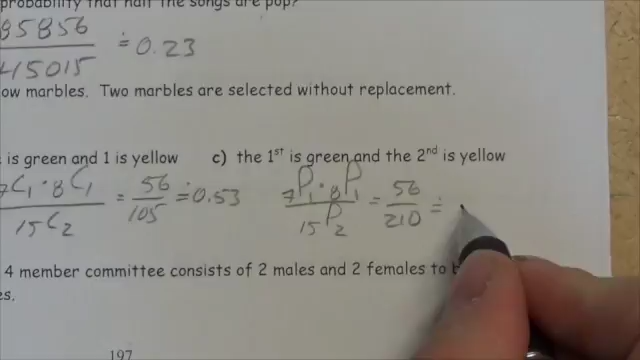 probability that half the songs are pop?
85856
45015
≐ 0.23
ow marbles. Two marbles are selected without replacement.
is green and 1 is yellow c) the 1st is green and the 2nd is yellow
7C1 · 8C1
15C2
= 56/105 ≐ 0.53
7P1 · 8P1
15P2
= 56/210 ≐
4 member committee consists of 2 males and 2 females to b
es.
197